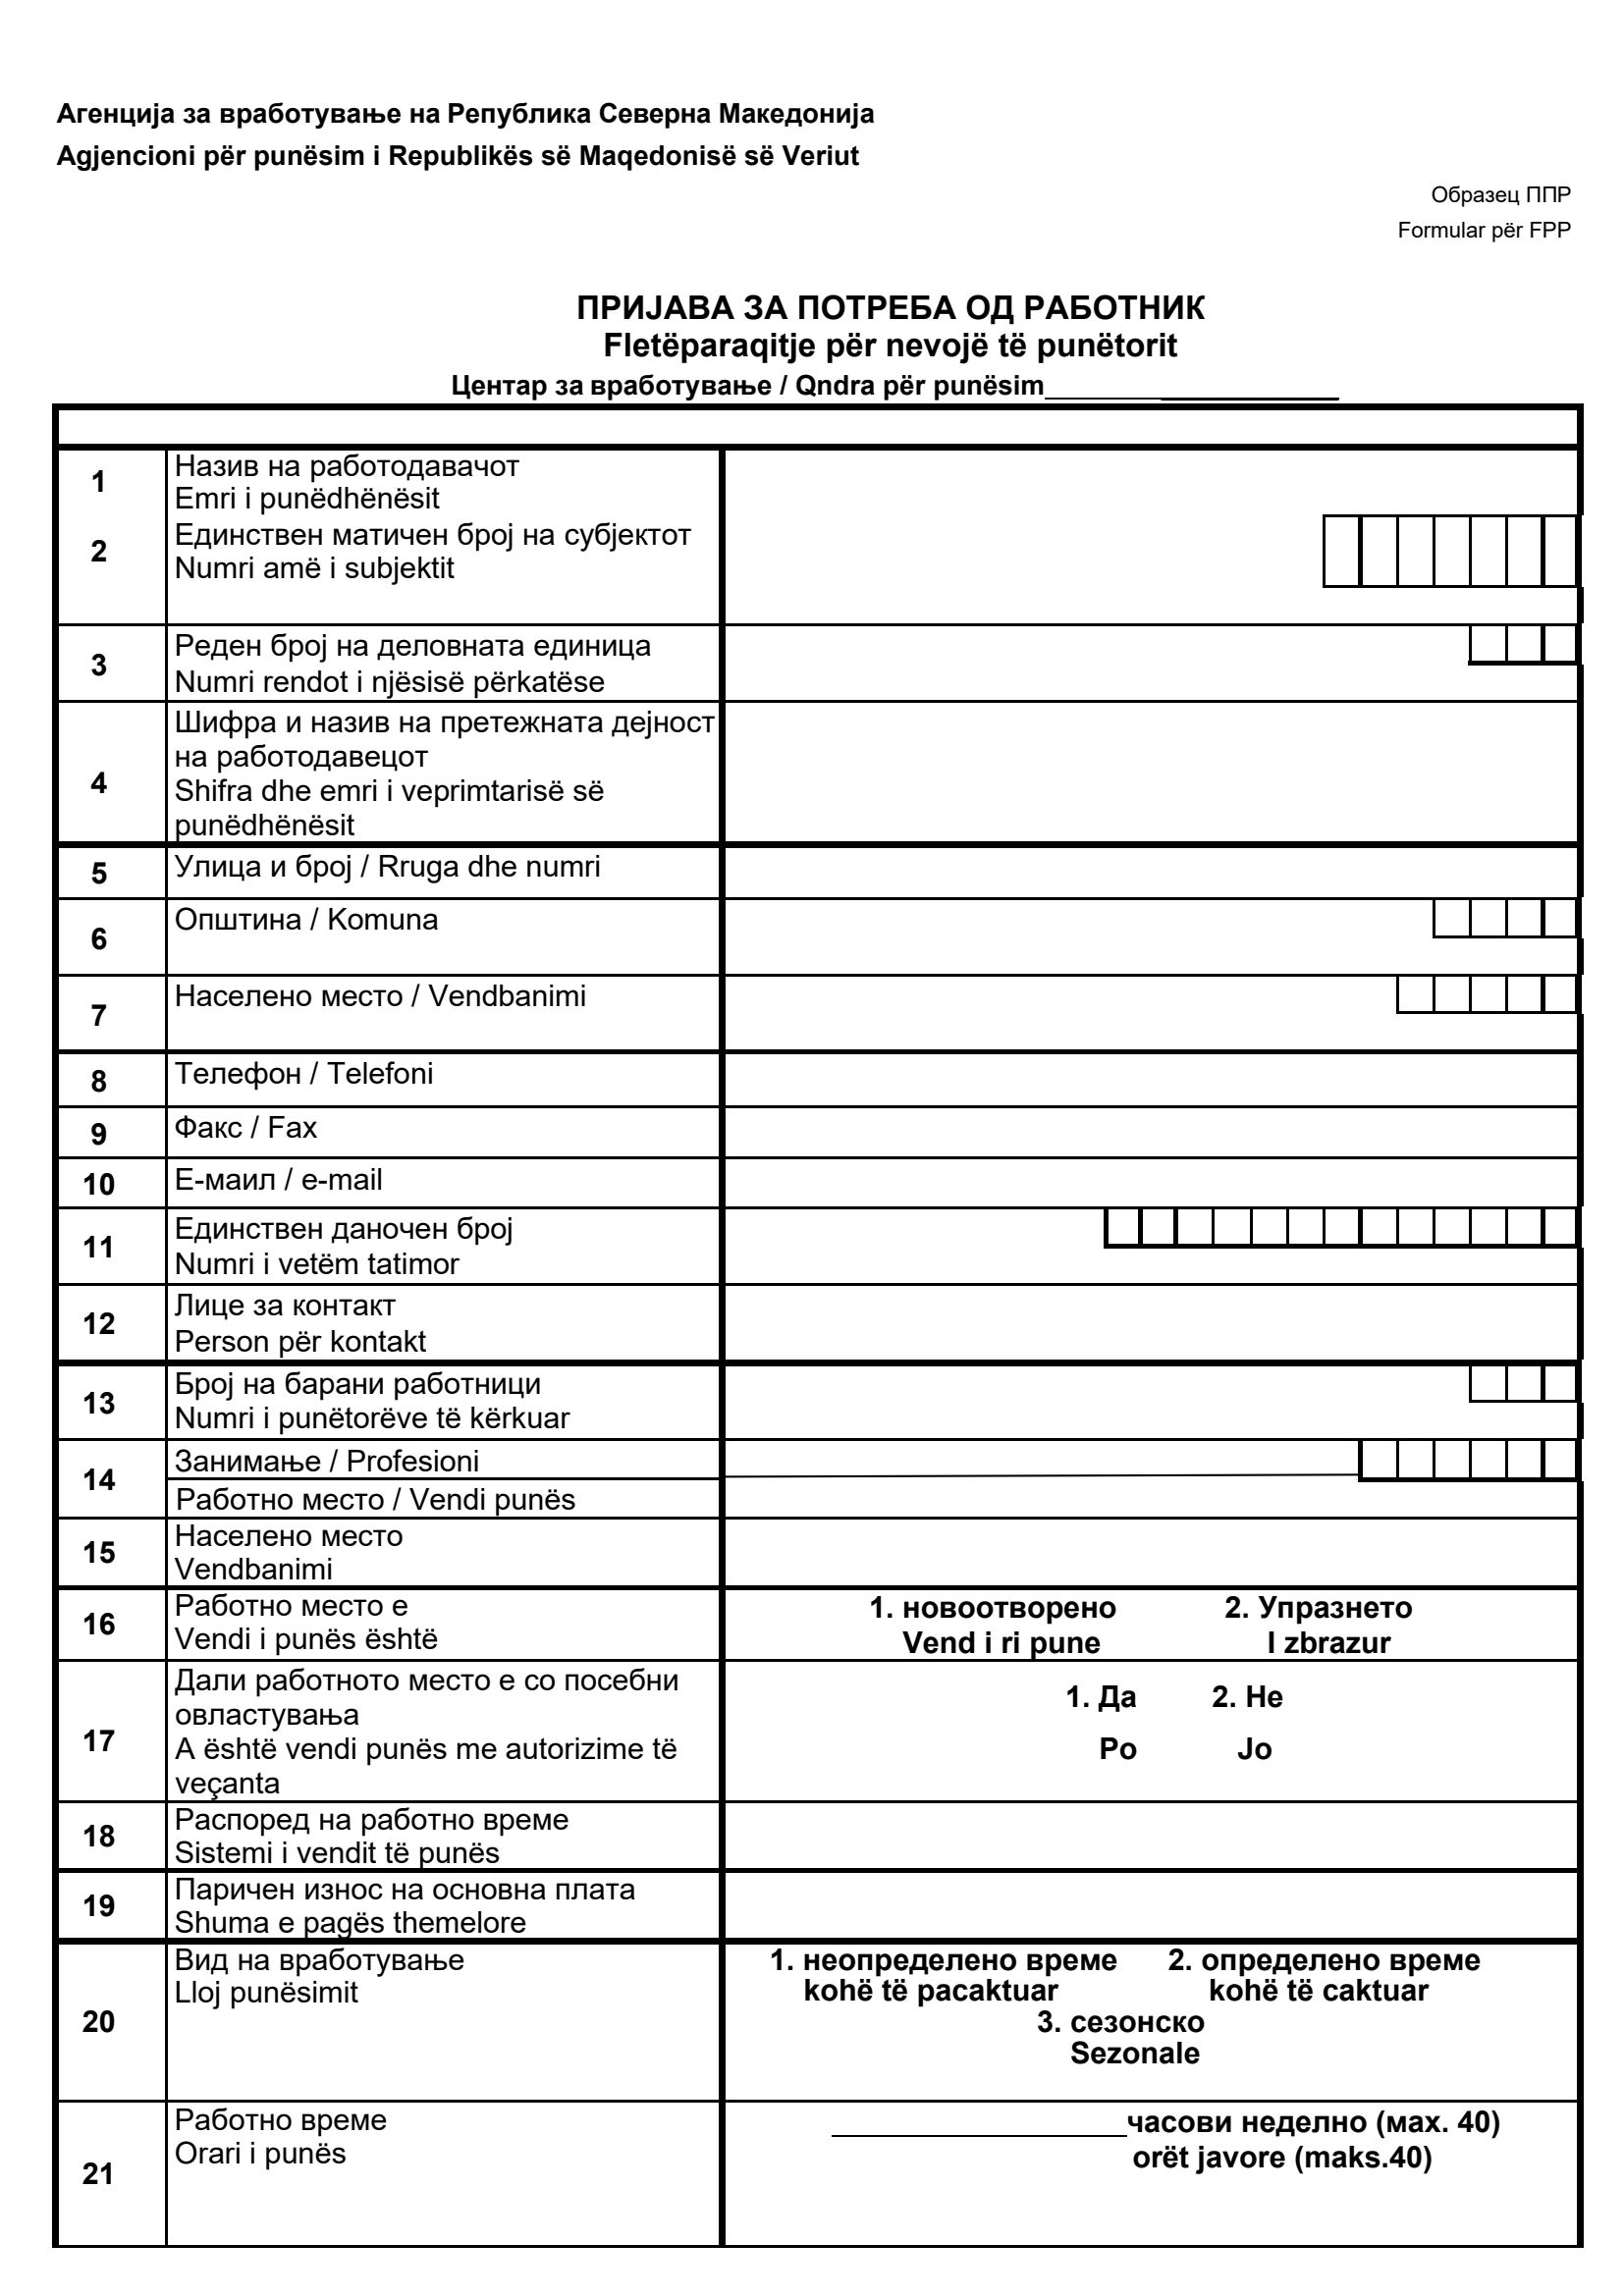 Агенција за вработување на Република Северна Македонија
Agjencioni për punësim i Republikës së Maqedonisë së Veriut
Образец ППР
Formular për FPP
ПРИЈАВА ЗА ПОТРЕБА ОД РАБОТНИК
Fletëparaqitje për nevojë të punëtorit
Центар за вработување / Qndra për punësim____________________
1 Назив на работодавачот
Emri i punëdhënësit
2 Единствен матичен број на субјектот
Numri amë i subjektit
3 Реден број на деловната единица
Numri rendot i njësisë përkatëse
4 Шифра и назив на претежната дејност
на работодавецот
Shifra dhe emri i veprimtarisë së
punëdhënësit
5 Улица и број / Rruga dhe numri
6 Општина / Komuna
7 Населено место / Vendbanimi
8 Телефон / Telefoni
9 Факс / Fax
10 Е-маил / e-mail
11 Единствен даночен број
Numri i vetëm tatimor
12 Лице за контакт
Person për kontakt
13 Број на барани работници
Numri i punëtorëve të kërkuar
14 Занимање / Profesioni
Работно место / Vendi punës
15 Населено место
Vendbanimi
16 Работно место е
Vendi i punës është
1. новоотворено 2. Упразнето
Vend i ri pune I zbrazur
17 Дали работното место е со посебни
овластувања
A është vendi punës me autorizime të
veçanta
1. Да 2. Не
Po Jo
18 Распоред на работно време
Sistemi i vendit të punës
19 Паричен износ на основна плата
Shuma e pagës themelore
20 Вид на вработување
Lloj punësimit
1. неопределено време 2. определено време
kohë të pacaktuar kohë të caktuar
3. сезонско
Sezonale
21 Работно време
Orari i punës
____________________часови неделно (мах. 40)
orët javore (maks.40)